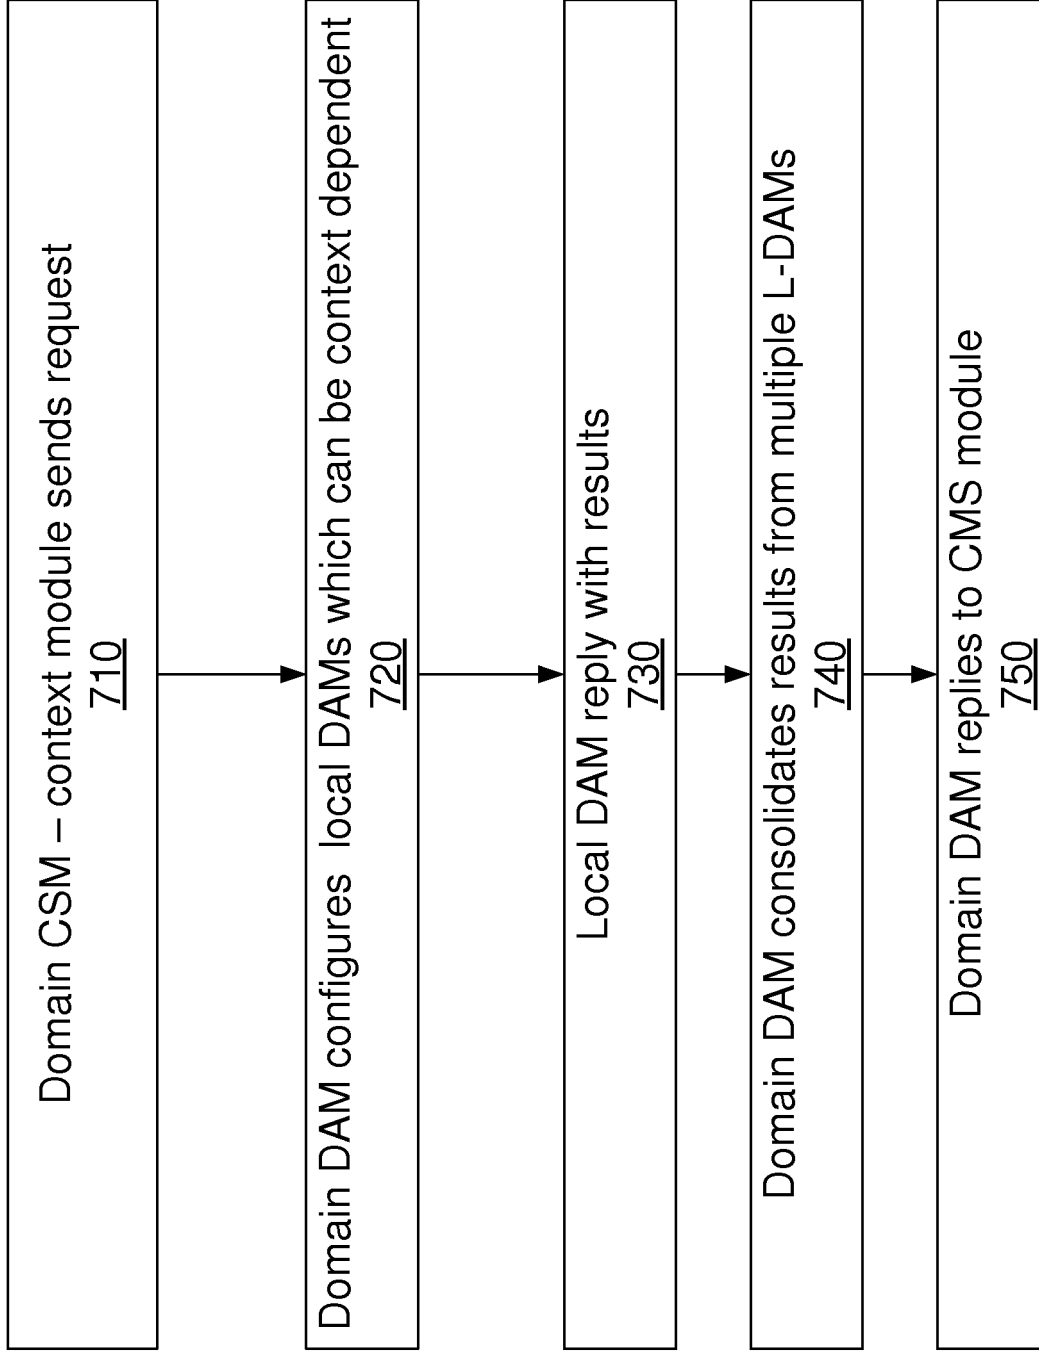 Domain CSM – context module sends request
710
Domain DAM configures local DAMs which can be context dependent
720
Local DAM reply with results
730
Domain DAM consolidates results from multiple L-DAMs
740
Domain DAM replies to CMS module
750